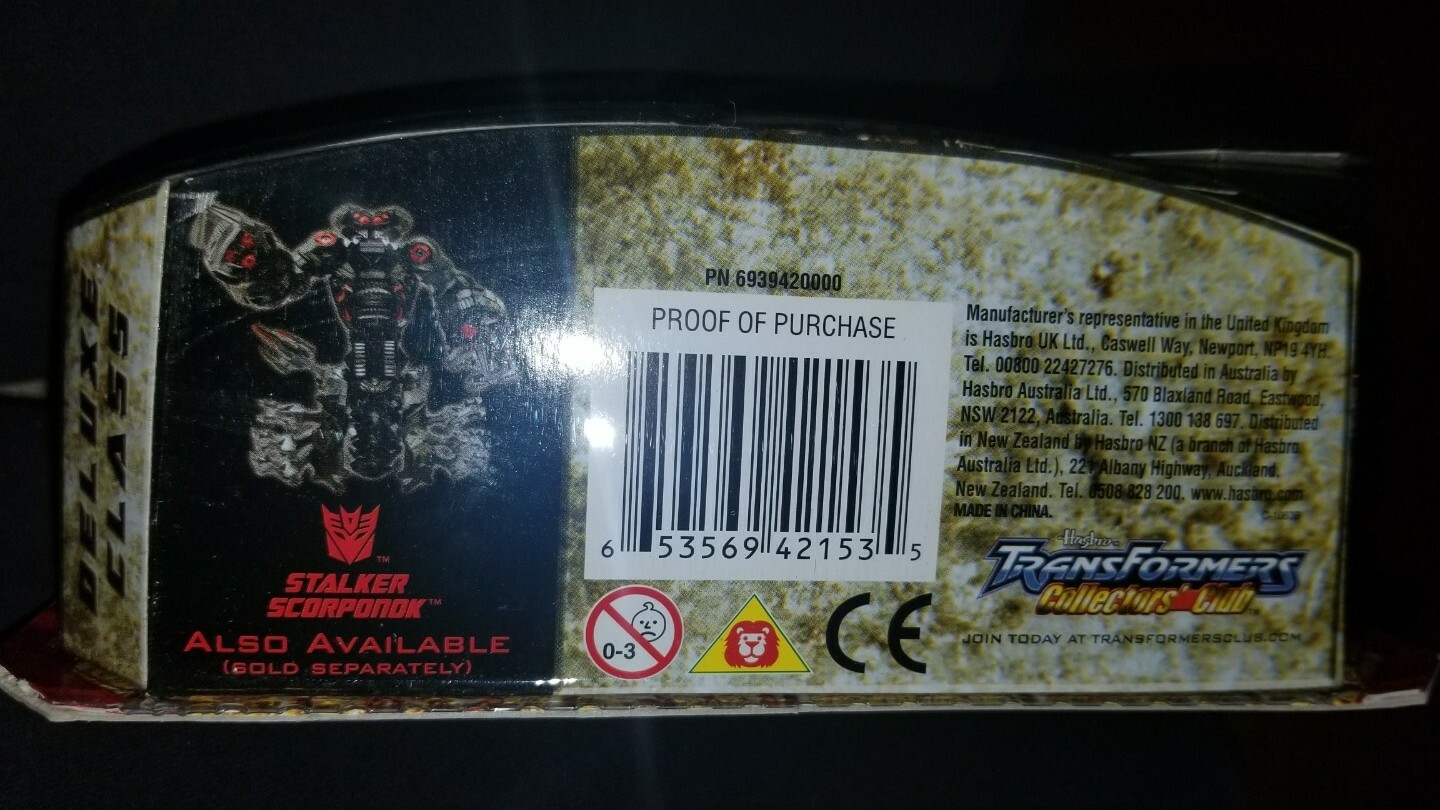 DELUXE
CLASS
STALKER
SCORPONOK™
ALSO AVAILABLE
(SOLD SEPARATELY)
PN 6939420000
PROOF OF PURCHASE
6 53569 42153 5
0-3
CE
Manufacturer's representative in the United Kingdom
is Hasbro UK Ltd., Caswell Way, Newport, NP19 4YH.
Tel. 00800 22427276. Distributed in Australia by
Hasbro Australia Ltd., 570 Blaxland Road, Eastwood,
NSW 2122, Australia. Tel. 1300 138 697. Distributed
in New Zealand by Hasbro NZ (a branch of Hasbro
Australia Ltd.), 221 Albany Highway, Auckland,
New Zealand. Tel. 0508 828 200. www.hasbro.com
MADE IN CHINA.
Hasbro
TRANSFORMERS
Collectors' Club™
JOIN TODAY AT TRANSFORMERSCLUB.COM